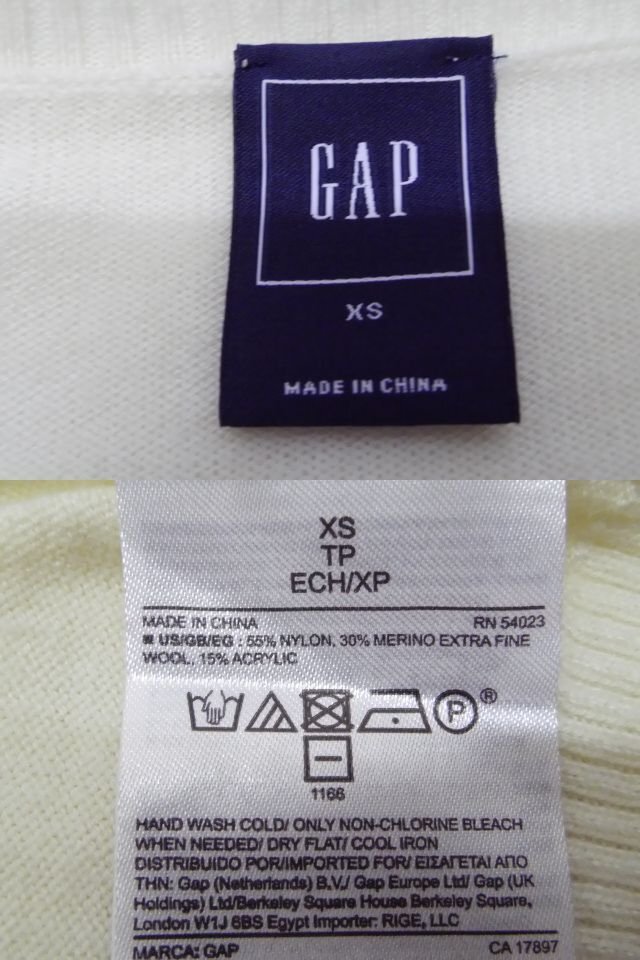 GAP
XS
MADE IN CHINA
XS
TP
ECH/XP
MADE IN CHINA RN 54023
■ US/GB/EG : 55% NYLON, 30% MERINO EXTRA FINE
WOOL, 15% ACRYLIC
P ®
1166
HAND WASH COLD/ ONLY NON-CHLORINE BLEACH
WHEN NEEDED/ DRY FLAT/ COOL IRON
DISTRIBUIDO POR/IMPORTED FOR/ ΕΙΣΑΓΕΤΑΙ ΑΠΟ
ΤΗΝ: Gap (Netherlands) B.V./ Gap Europe Ltd/ Gap (UK
Holdings) Ltd/Berkeley Square House Berkeley Square,
London W1J 6BS Egypt Importer: RIGE, LLC
MARCA: GAP CA 17897